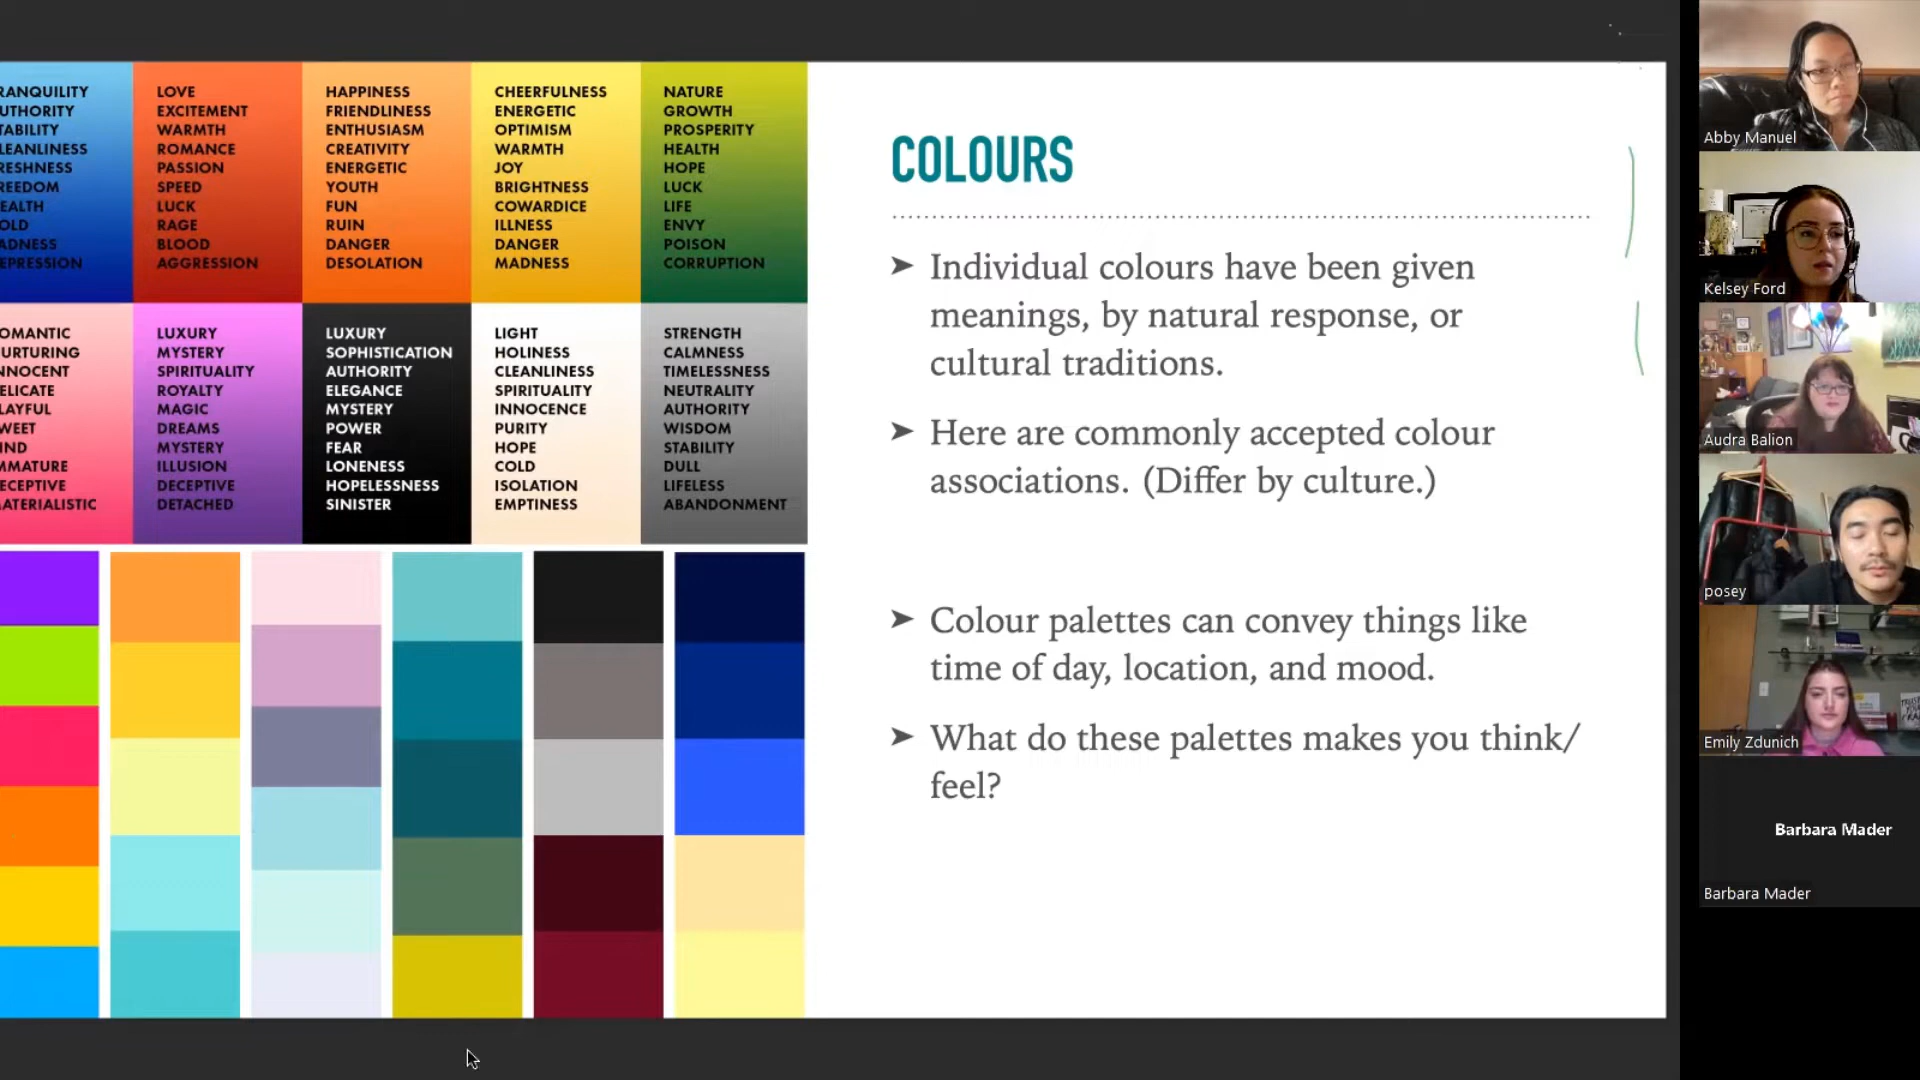 RANQUILITY
UTHORITY
TABILITY
LEANLINESS
RESHNESS
REEDOM
EALTH
OLD
ADNESS
EPRESSION
LOVE
EXCITEMENT
WARMTH
ROMANCE
PASSION
SPEED
LUCK
RAGE
BLOOD
AGGRESSION
HAPPINESS
FRIENDLINESS
ENTHUSIASM
CREATIVITY
ENERGETIC
YOUTH
FUN
RUIN
DANGER
DESOLATION
CHEERFULNESS
ENERGETIC
OPTIMISM
WARMTH
JOY
BRIGHTNESS
COWARDICE
ILLNESS
DANGER
MADNESS
NATURE
GROWTH
PROSPERITY
HEALTH
HOPE
LUCK
LIFE
ENVY
POISON
CORRUPTION
OMANTIC
URTURING
NNOCENT
ELICATE
LAYFUL
WEET
IND
MMATURE
ECEPTIVE
MATERIALISTIC
LUXURY
MYSTERY
SPIRITUALITY
ROYALTY
MAGIC
DREAMS
MYSTERY
ILLUSION
DECEPTIVE
DETACHED
LUXURY
SOPHISTICATION
AUTHORITY
ELEGANCE
MYSTERY
POWER
FEAR
LONENESS
HOPELESSNESS
SINISTER
LIGHT
HOLINESS
CLEANLINESS
SPIRITUALITY
INNOCENCE
PURITY
HOPE
COLD
ISOLATION
EMPTINESS
STRENGTH
CALMNESS
TIMELESSNESS
NEUTRALITY
AUTHORITY
WISDOM
STABILITY
DULL
LIFELESS
ABANDONMENT
COLOURS
➤ Individual colours have been given
meanings, by natural response, or
cultural traditions.
➤ Here are commonly accepted colour
associations. (Differ by culture.)
➤ Colour palettes can convey things like
time of day, location, and mood.
➤ What do these palettes makes you think/
feel?
Abby Manuel
Kelsey Ford
Audra Balion
posey
Emily Zdunich
Barbara Mader
Barbara Mader